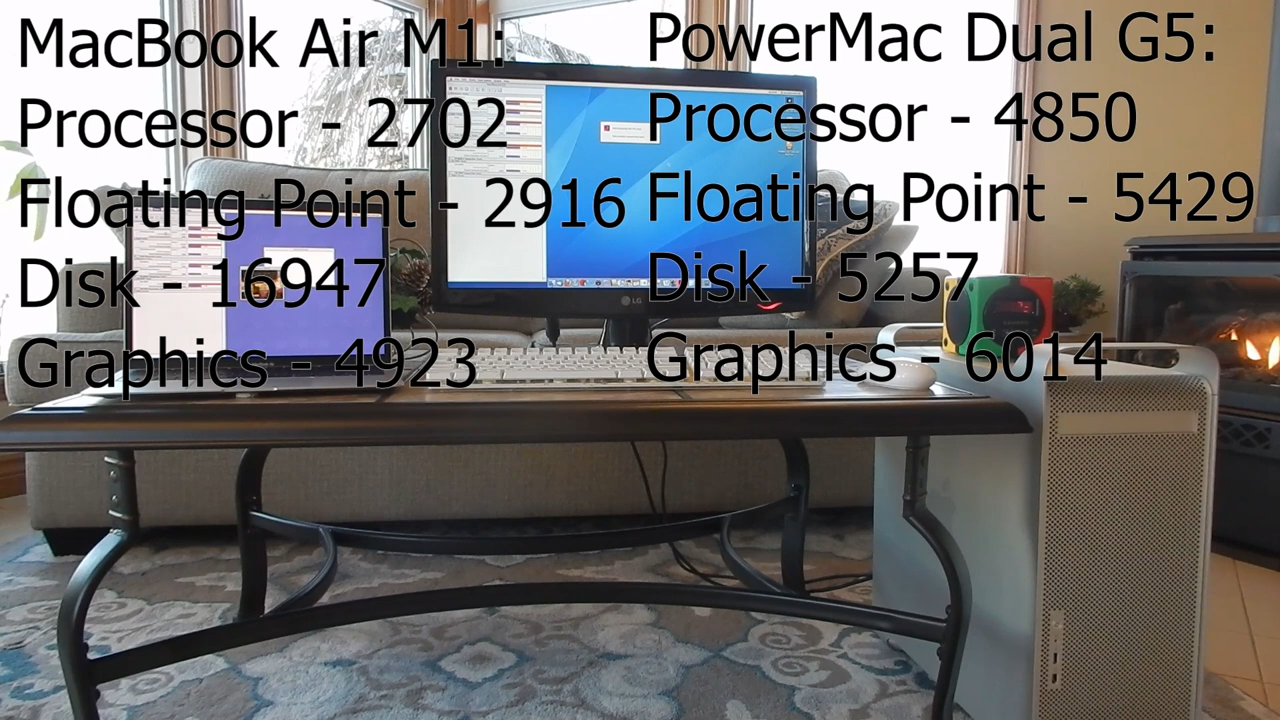 MacBook Air M1:
Processor - 2702
Floating Point - 2916
Disk - 16947
Graphics - 4923
PowerMac Dual G5:
Processor - 4850
Floating Point - 5429
Disk - 5257
Graphics - 6014
LG